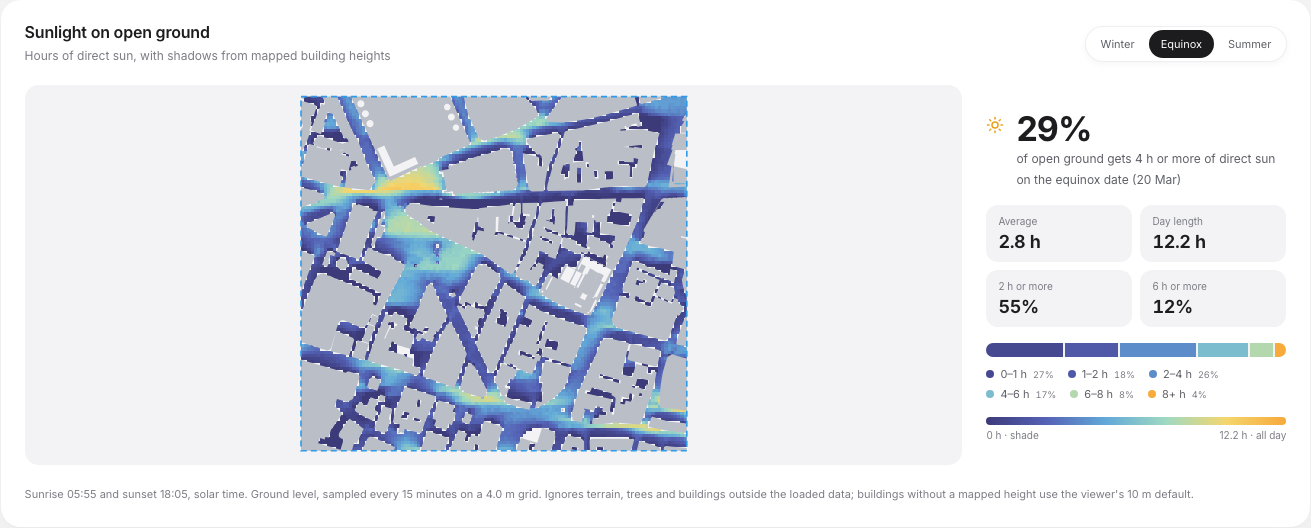 Sunlight on open ground
Hours of direct sun, with shadows from mapped building heights
Winter
Equinox
Summer
29%
of open ground gets 4 h or more of direct sun
on the equinox date (20 Mar)
Average
2.8 h
Day length
12.2 h
2 h or more
55%
6 h or more
12%
0–1 h 27%
1–2 h 18%
2–4 h 26%
4–6 h 17%
6–8 h 8%
8+ h 4%
0 h · shade
12.2 h · all day
Sunrise 05:55 and sunset 18:05, solar time. Ground level, sampled every 15 minutes on a 4.0 m grid. Ignores terrain, trees and buildings outside the loaded data; buildings without a mapped height use the viewer's 10 m default.